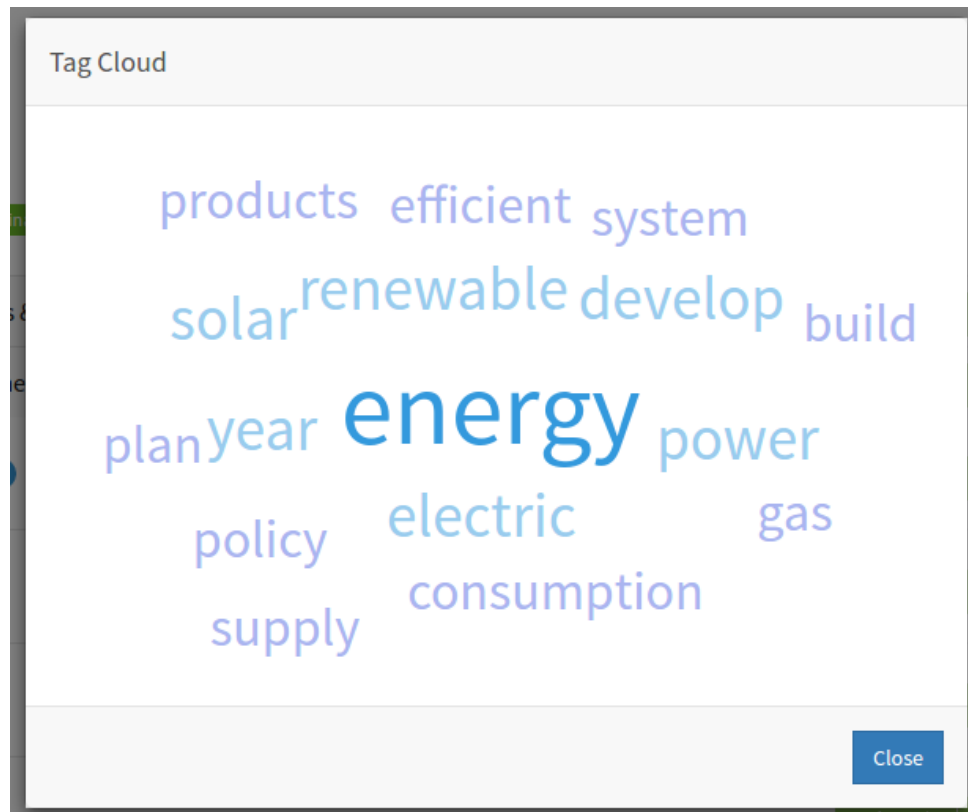 Tag Cloud
products efficient system
solar renewable develop build
plan year energy power
policy electric gas
supply consumption
Close